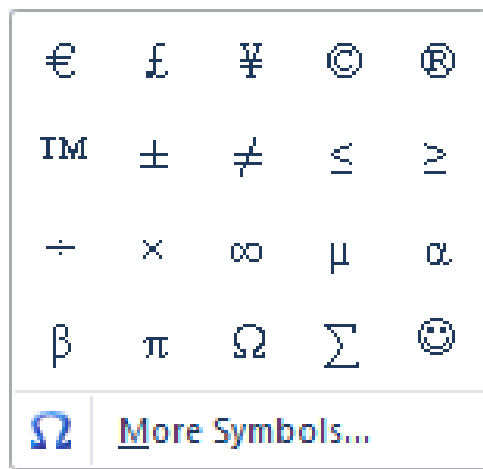 € £ ¥ © ®
™ ± ≠ ≤ ≥
÷ × ∞ µ α
β π Ω ∑ ☺
Ω More Symbols...